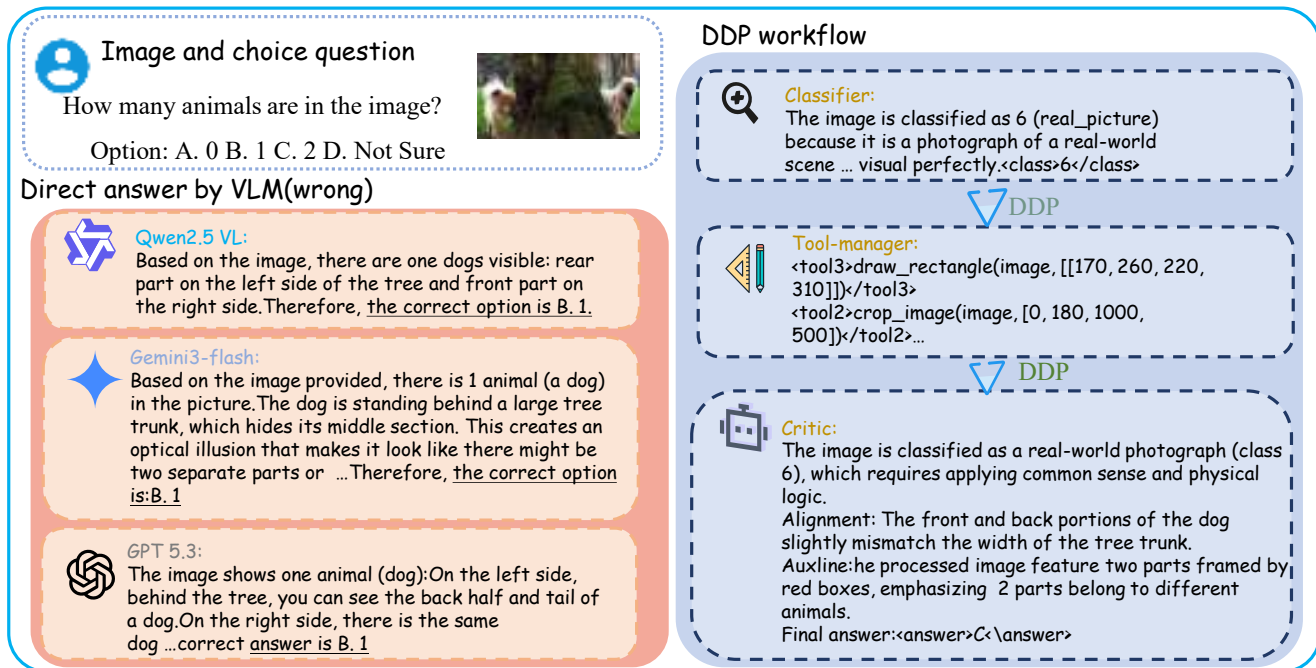 Image and choice question
How many animals are in the image?
Option: A. 0 B. 1 C. 2 D. Not Sure
Direct answer by VLM(wrong)
Qwen2.5 VL:
Based on the image, there are one dogs visible: rear
part on the left side of the tree and front part on
the right side.Therefore, the correct option is B. 1.
Gemini3-flash:
Based on the image provided, there is 1 animal (a dog)
in the picture.The dog is standing behind a large tree
trunk, which hides its middle section. This creates an
optical illusion that makes it look like there might be
two separate parts or ...Therefore, the correct option
is:B. 1
GPT 5.3:
The image shows one animal (dog):On the left side,
behind the tree, you can see the back half and tail of
a dog.On the right side, there is the same
dog ...correct answer is B. 1
DDP workflow
Classifier:
The image is classified as 6 (real_picture)
because it is a photograph of a real-world
scene ... visual perfectly.<class>6</class>
DDP
Tool-manager:
<tool3>draw_rectangle(image, [[170, 260, 220,
310]])</tool3>
<tool2>crop_image(image, [0, 180, 1000,
500])</tool2>...
DDP
Critic:
The image is classified as a real-world photograph (class
6), which requires applying common sense and physical
logic.
Alignment: The front and back portions of the dog
slightly mismatch the width of the tree trunk.
Auxline:he processed image feature two parts framed by
red boxes, emphasizing 2 parts belong to different
animals.
Final answer:<answer>C<\answer>